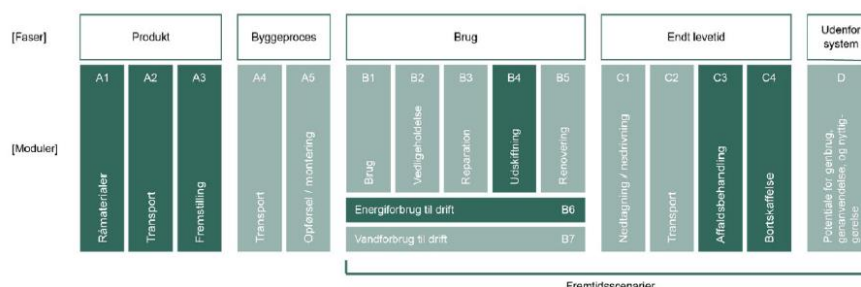 [Faser]
Produkt
Byggeproces
Brug
Endt levetid
Udenfor
system
[Moduler]
A1
Råmaterialer
A2
Transport
A3
Fremstilling
A4
Transport
A5
Opførsel / montering
B1
Brug
B2
Vedligeholdelse
B3
Reparation
B4
Udskiftning
B5
Renovering
Energiforbrug til drift B6
Vandforbrug til drift B7
C1
Nedlagning / nedrivning
C2
Transport
C3
Affaldsbehandling
C4
Bortskaffelse
D
Potentiale for genbrug,
genanvendelse, og nyttig-
gørelse
Fremtidsscenarier